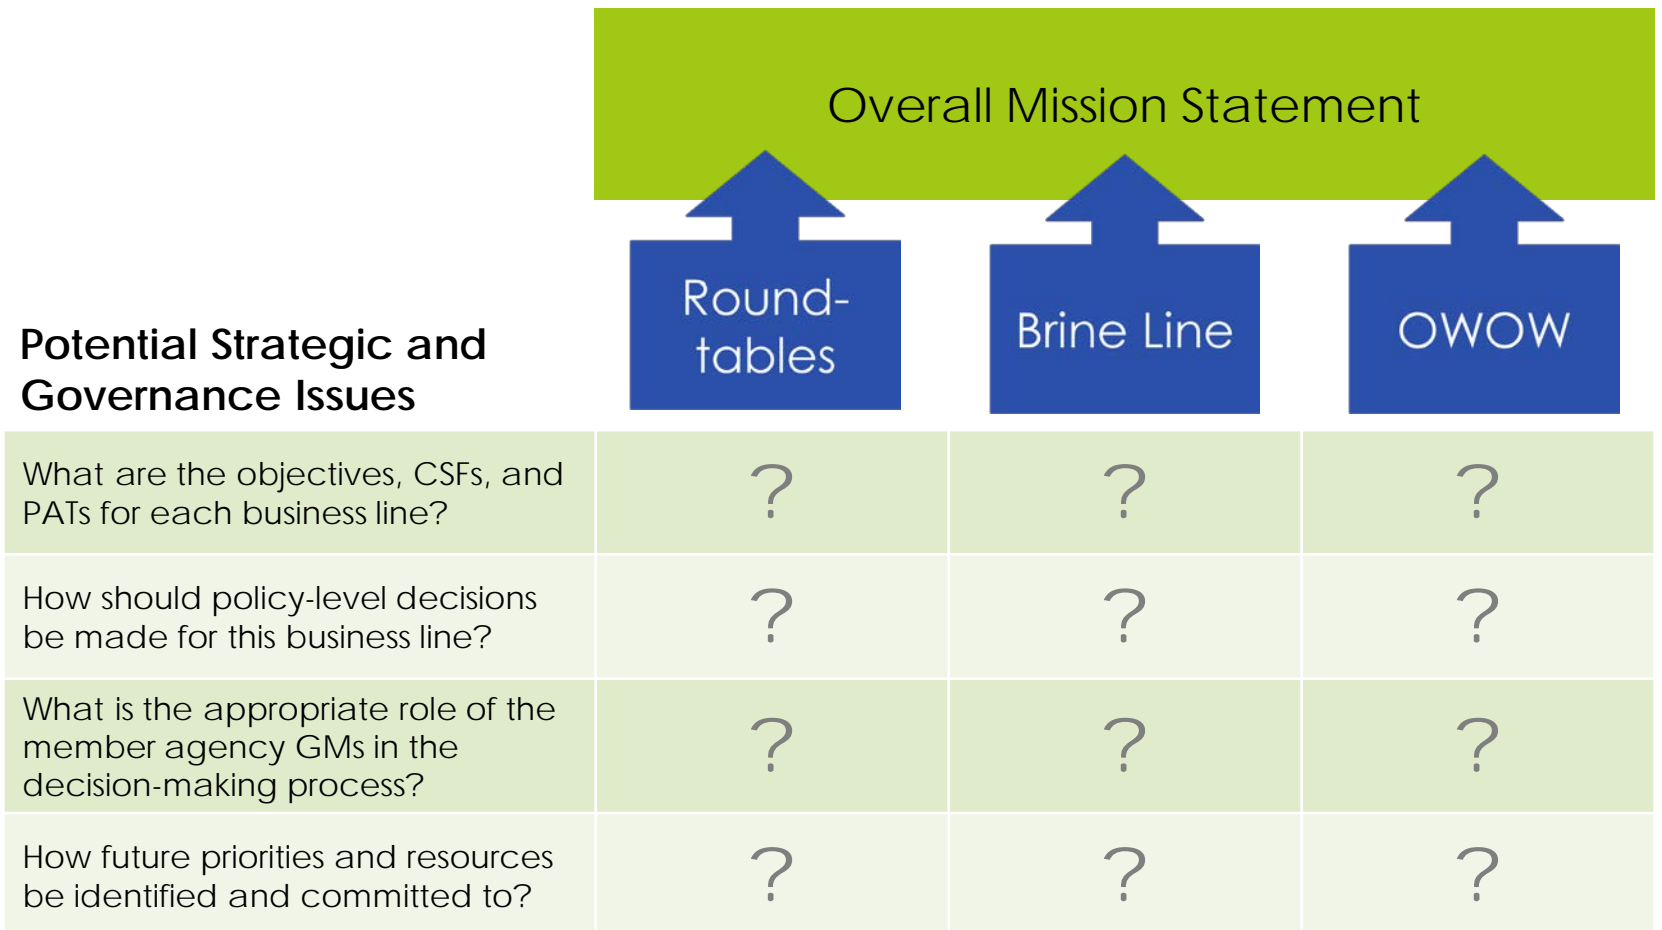 Overall Mission Statement
Round-
tables
Brine Line
OWOW
Potential Strategic and
Governance Issues
What are the objectives, CSFs, and
PATs for each business line?
? ? ?
How should policy-level decisions
be made for this business line?
? ? ?
What is the appropriate role of the
member agency GMs in the
decision-making process?
? ? ?
How future priorities and resources
be identified and committed to?
? ? ?